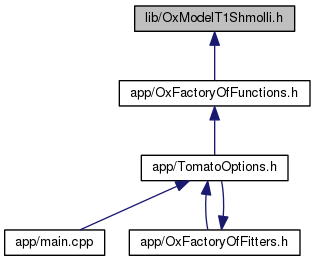 lib/OxModelT1Shmolli.h
app/OxFactoryOfFunctions.h
app/TomatoOptions.h
app/main.cpp
app/OxFactoryOfFitters.h